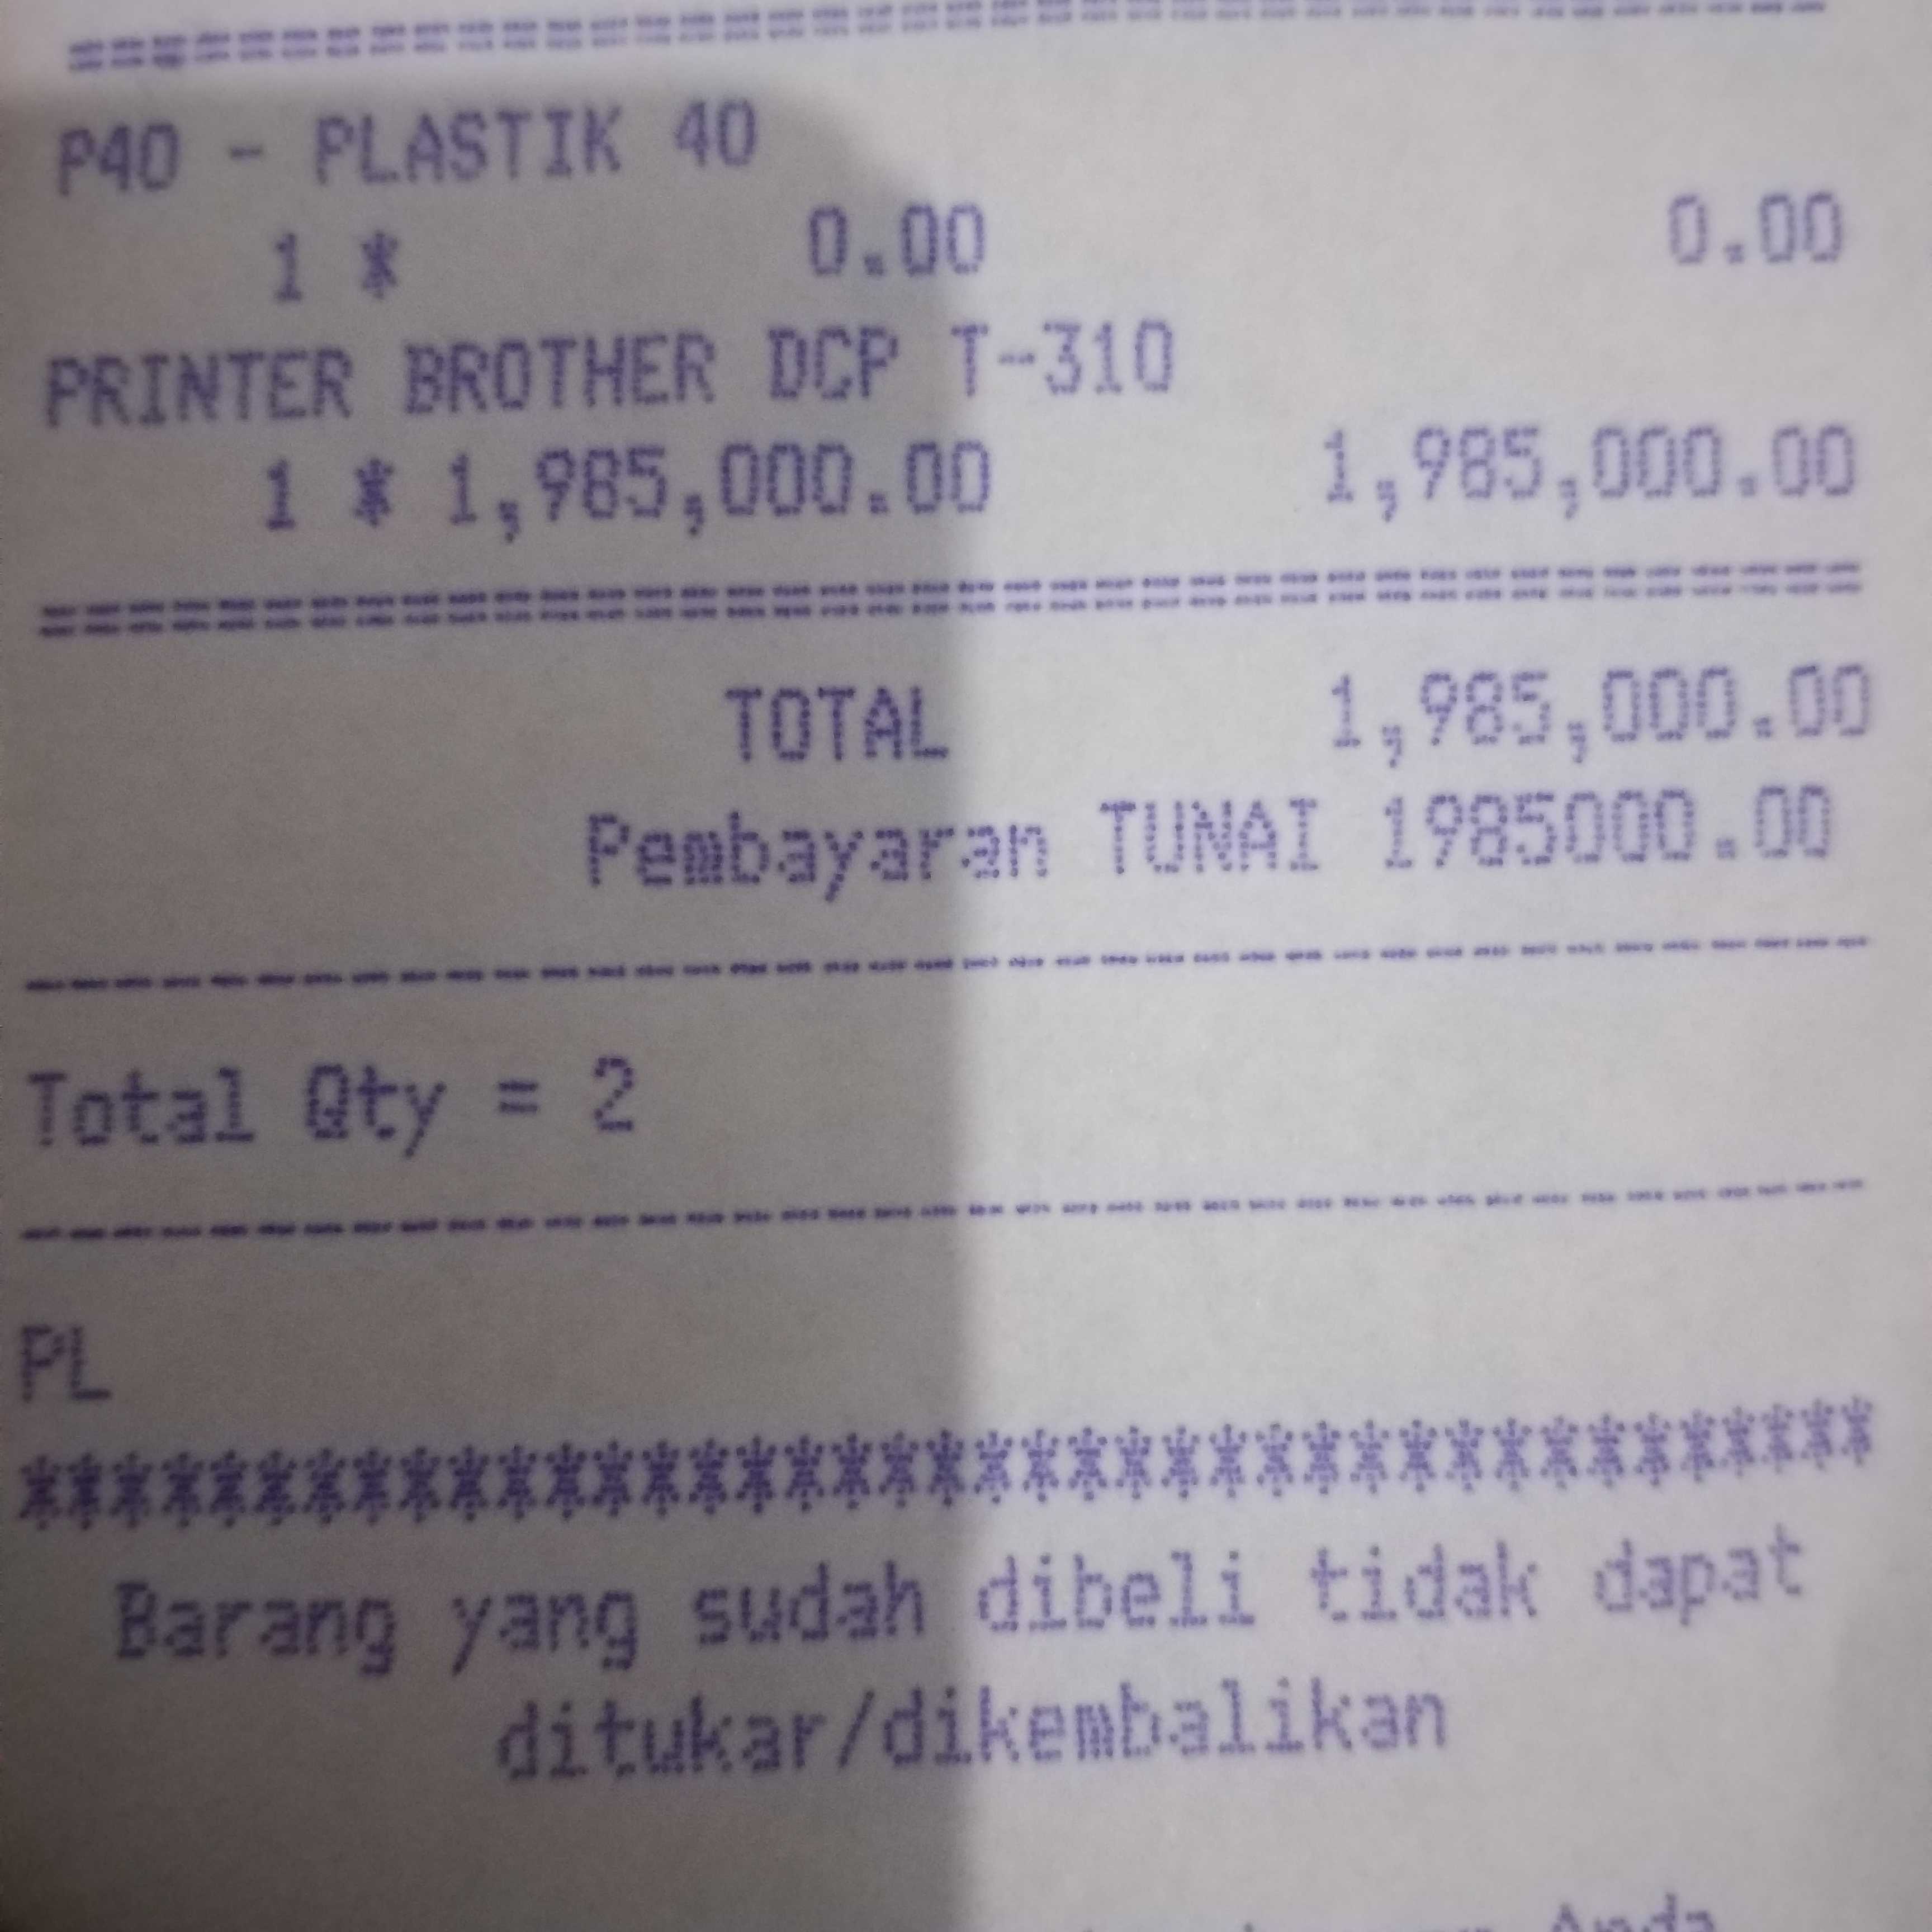 P40 - PLASTIK 40
1 * 0.00 0.00
PRINTER BROTHER DCP T-310
1 * 1,985,000.00 1,985,000.00
TOTAL 1,985,000.00
Pembayaran TUNAI 1985000.00
Total Qty = 2
PL
****************************************
Barang yang sudah dibeli tidak dapat
ditukar/dikembalikan
Anda